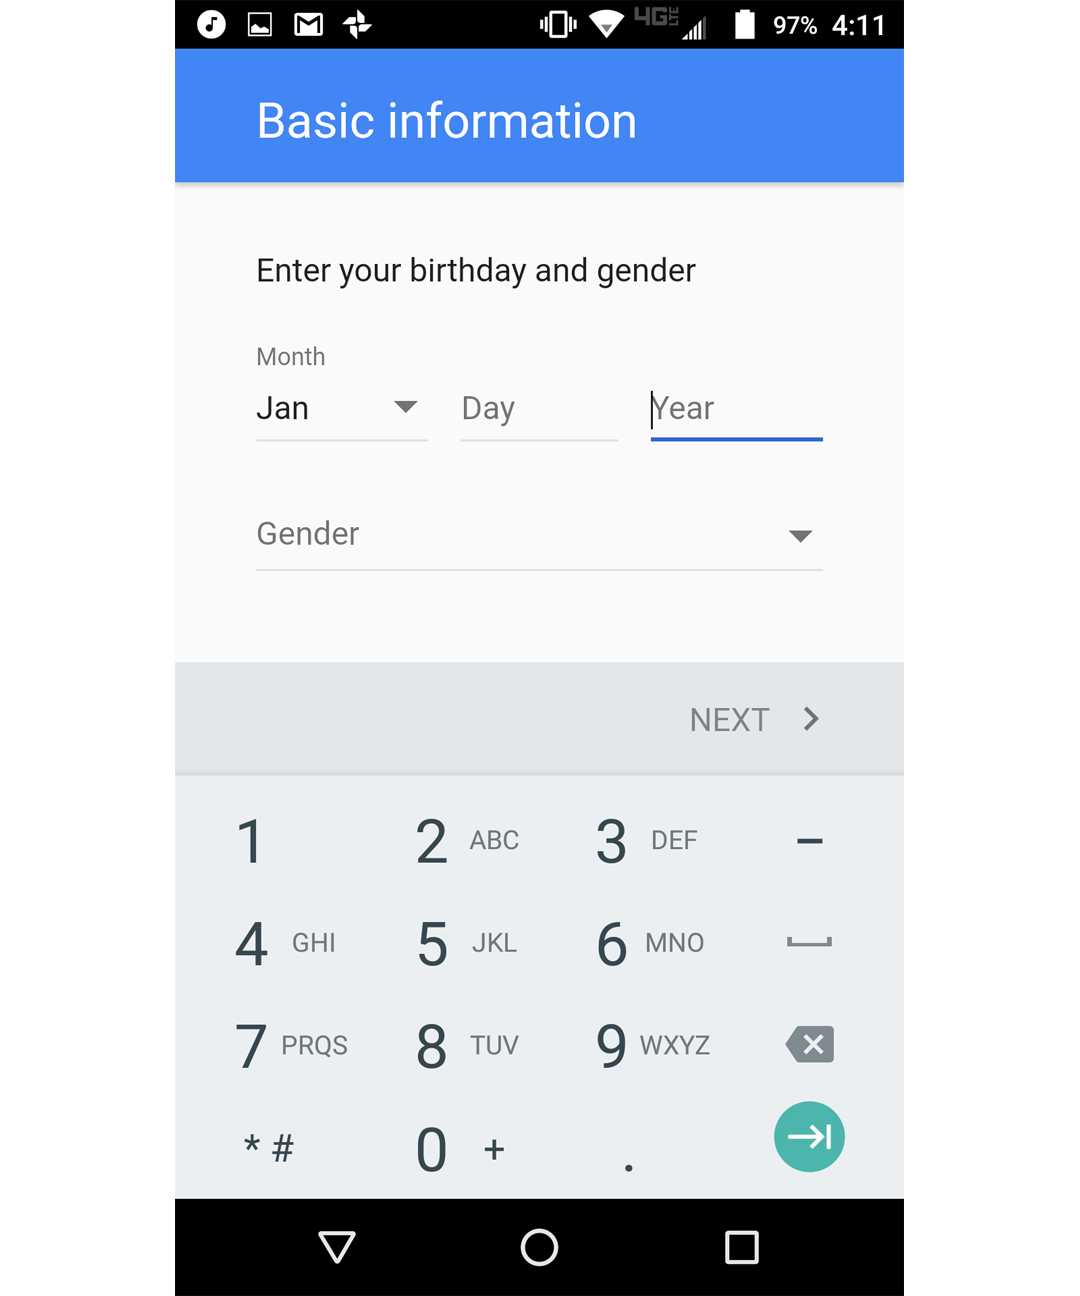 4G LTE 97% 4:11
Basic information
Enter your birthday and gender
Month
Jan Day Year
Gender
NEXT
1 2 ABC 3 DEF –
4 GHI 5 JKL 6 MNO
7 PRQS 8 TUV 9 WXYZ
* # 0 + .